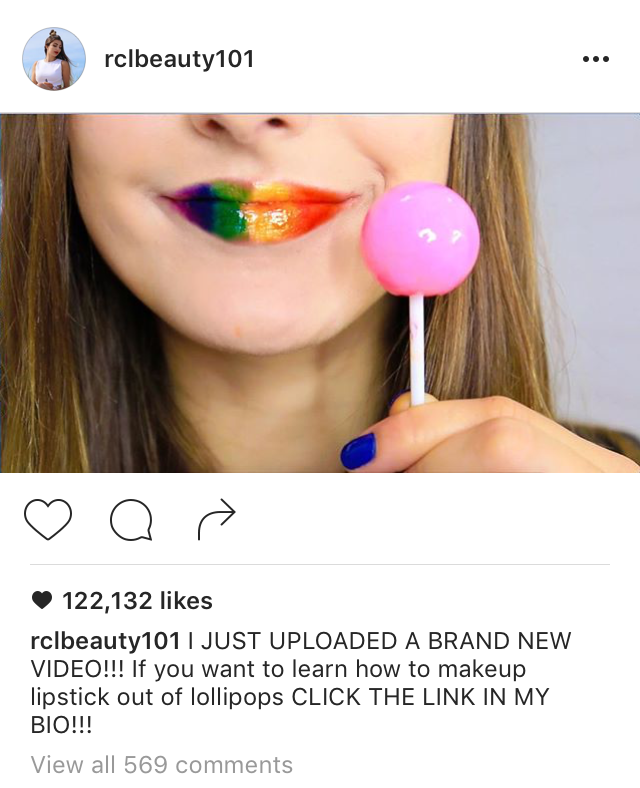 rclbeauty101
122,132 likes
rclbeauty101 I JUST UPLOADED A BRAND NEW
VIDEO!!! If you want to learn how to makeup
lipstick out of lollipops CLICK THE LINK IN MY
BIO!!!
View all 569 comments